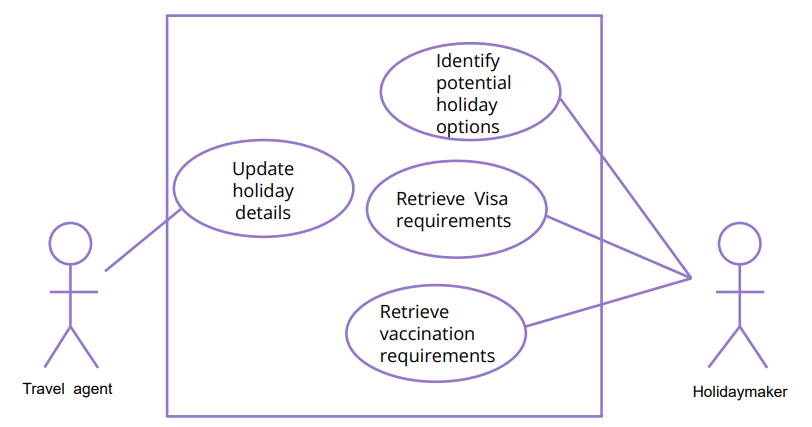 Identify
potential
holiday
options
Update
holiday
details
Retrieve Visa
requirements
Retrieve
vaccination
requirements
Travel agent
Holidaymaker